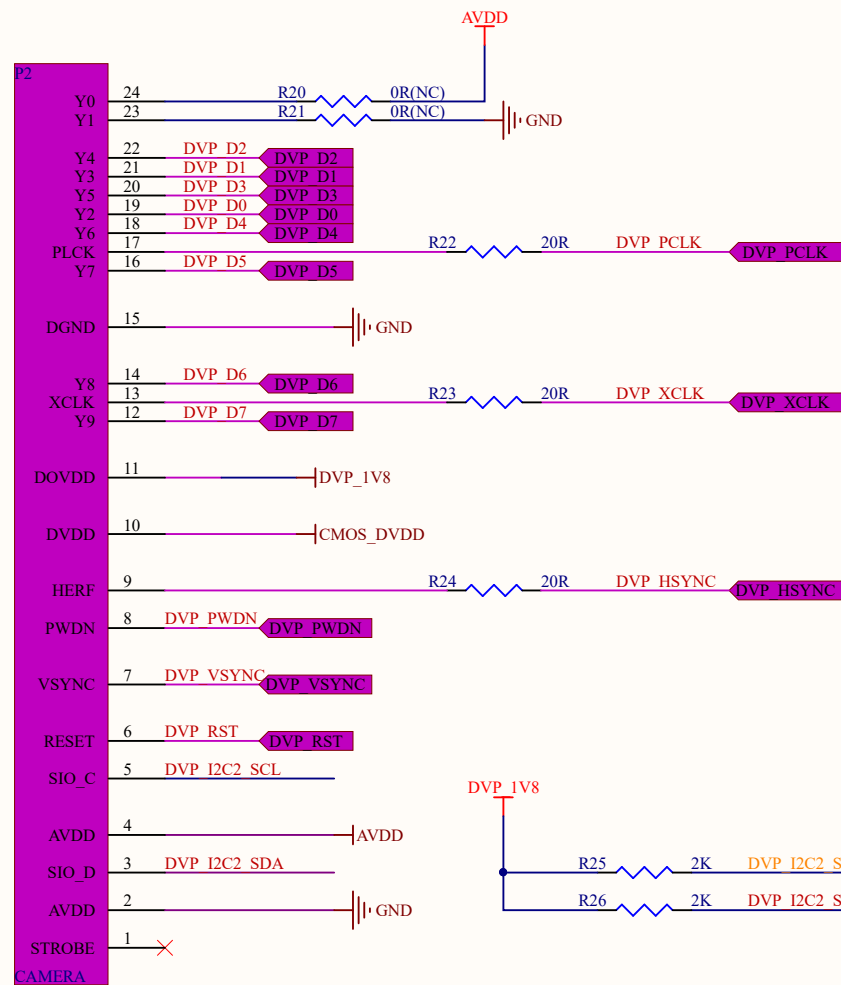 AVDD
P2
Y0 24 R20 0R(NC)
Y1 23 R21 0R(NC) GND
Y4 22 DVP_D2 DVP_D2
Y3 21 DVP_D1 DVP_D1
Y5 20 DVP_D3 DVP_D3
Y2 19 DVP_D0 DVP_D0
Y6 18 DVP_D4 DVP_D4
PLCK 17 R22 20R DVP_PCLK DVP_PCLK
Y7 16 DVP_D5 DVP_D5
DGND 15 GND
Y8 14 DVP_D6 DVP_D6
XCLK 13 R23 20R DVP_XCLK DVP_XCLK
Y9 12 DVP_D7 DVP_D7
DOVDD 11 DVP_1V8
DVDD 10 CMOS_DVDD
HERF 9 R24 20R DVP_HSYNC DVP_HSYNC
PWDN 8 DVP_PWDN DVP_PWDN
VSYNC 7 DVP_VSYNC DVP_VSYNC
RESET 6 DVP_RST DVP_RST
SIO_C 5 DVP_I2C2_SCL
DVP_1V8
AVDD 4 AVDD
SIO_D 3 DVP_I2C2_SDA R25 2K DVP_I2C2_S
AVDD 2 GND R26 2K DVP_I2C2_S
STROBE 1
CAMERA